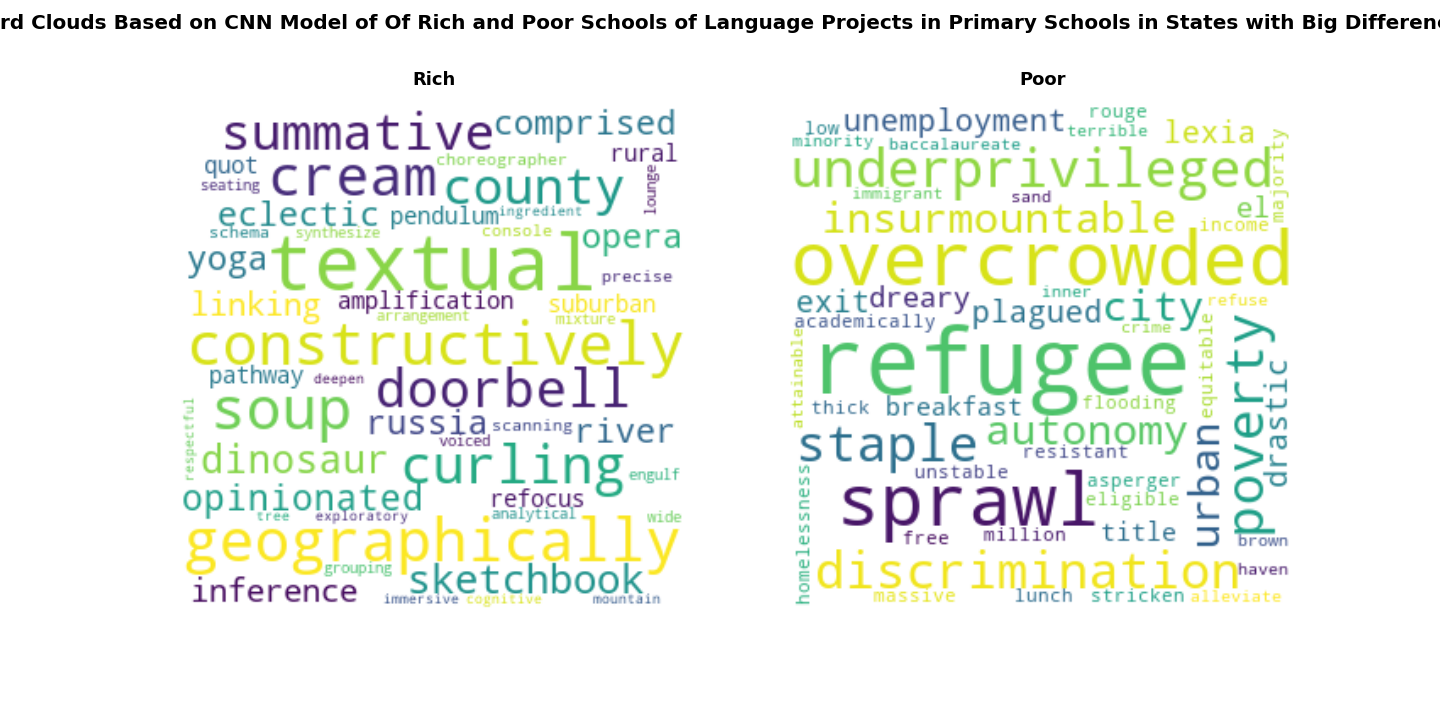 rd Clouds Based on CNN Model of Of Rich and Poor Schools of Language Projects in Primary Schools in States with Big Differen
Rich
summative comprised
quot choreographer rural
seating cream county lounge
eclectic pendulum ingredient
schema synthesize console opera
yoga textual precise
linking amplification suburban
arrangement mixture
constructively
pathway deepen doorbell
soup russia scanning river
respectful voiced
dinosaur curling engulf
opinionated refocus
tree exploratory analytical wide
geographically
grouping sketchbook
inference immersive cognitive mountain
Poor
rouge
low unemployment terrible lexia
minority baccalaureate majority
underprivileged
immigrant sand el
insurmountable income
overcrowded
exit dreary inner city refuse
academically plagued crime
attainable refugee equitable poverty
thick breakfast flooding drastic
staple autonomy resistant
unstable asperger urban
homelessness sprawl eligible
free million title brown
discrimination haven
massive lunch stricken alleviate